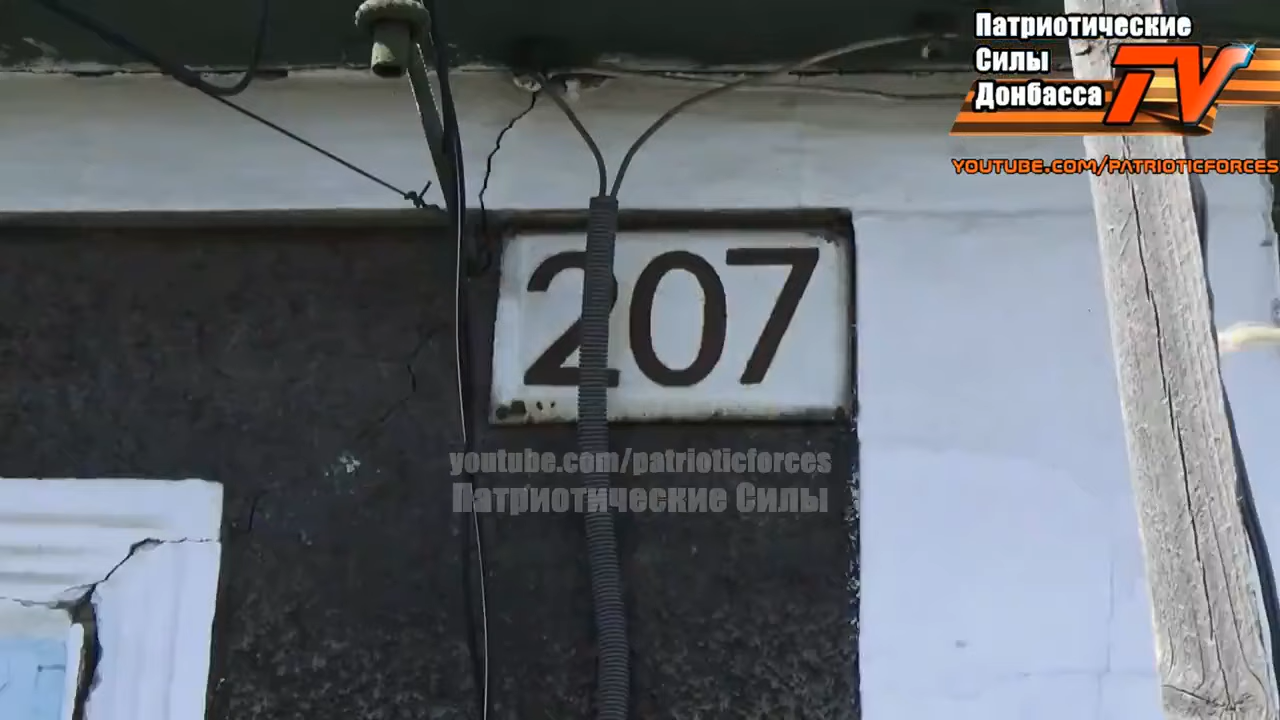 Патриотические
Силы
Донбасса
TV
YOUTUBE.COM/PATRIOTICFORCES
207
youtube.com/patrioticforces
Патриотические Силы